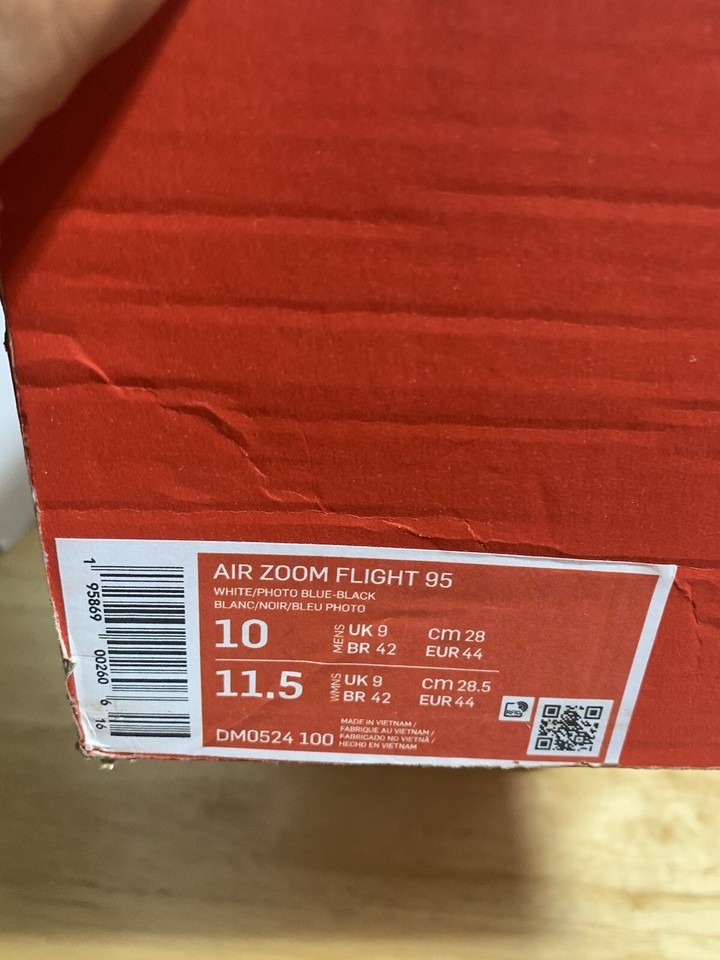 AIR ZOOM FLIGHT 95
WHITE/PHOTO BLUE-BLACK
BLANC/NOIR/BLEU PHOTO
10 MENS UK 9 cm 28
BR 42 EUR 44
11.5 WMNS UK 9 cm 28.5
BR 42 EUR 44
DM0524 100
MADE IN VIETNAM /
FABRIQUE AU VIETNAM /
FABRICADO NO VIETNÃ /
HECHO EN VIETNAM
RFID
1 95869 00260 6 16